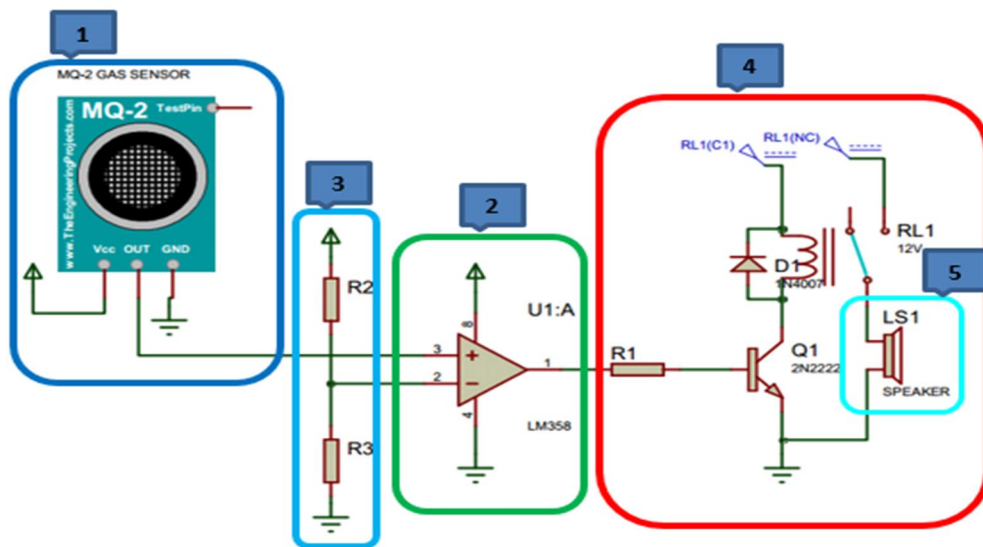 1
MQ-2 GAS SENSOR
MQ-2
TestPin
www.TheEngineeringProjects.com
Vcc OUT GND
3
R2
R3
2
U1:A
8
3
2
1
4
LM358
4
RL1(C1)
RL1(NC)
RL1
12V
D1
1N4007
R1
Q1
2N2222
5
LS1
SPEAKER